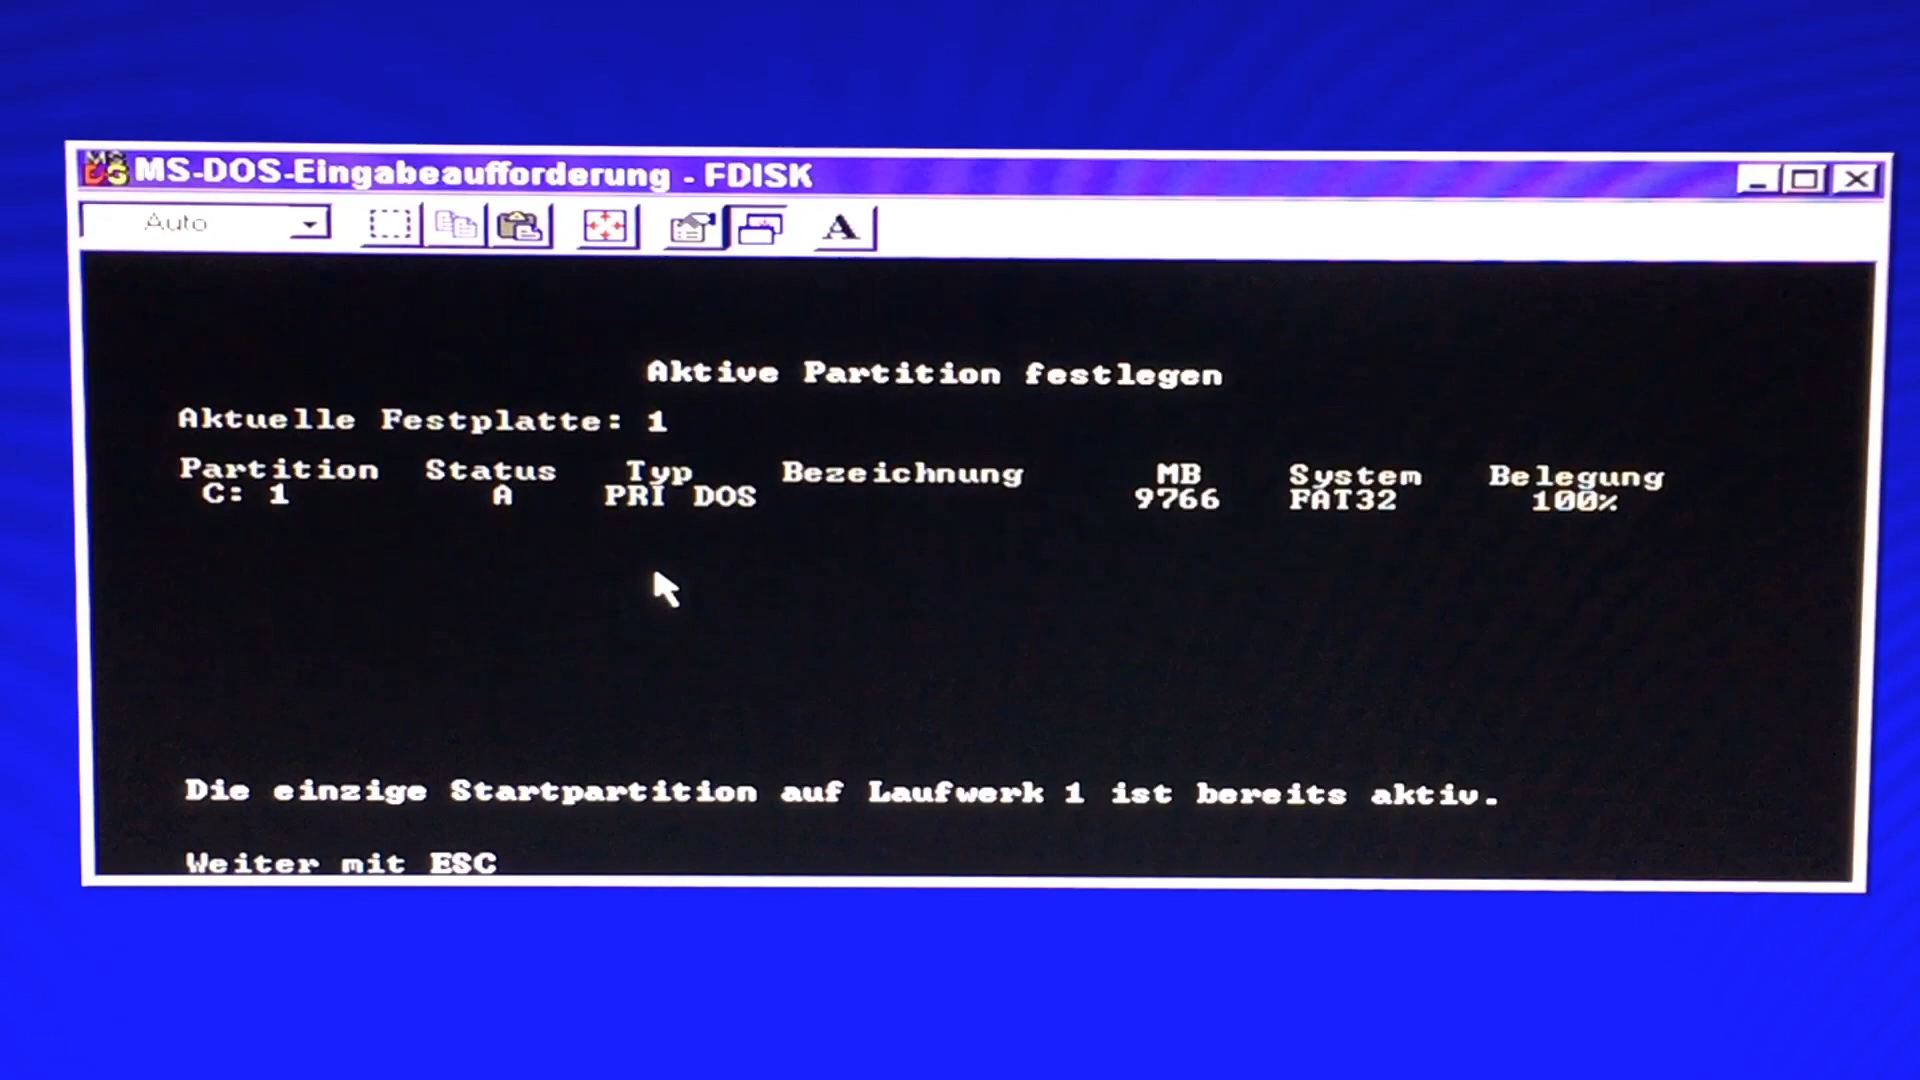 MS-DOS-Eingabeaufforderung - FDISK
Auto
A
Aktive Partition festlegen
Aktuelle Festplatte: 1
Partition Status Typ Bezeichnung MB System Belegung
C: 1 A PRI DOS 9766 FAT32 100%
Die einzige Startpartition auf Laufwerk 1 ist bereits aktiv.
Weiter mit ESC